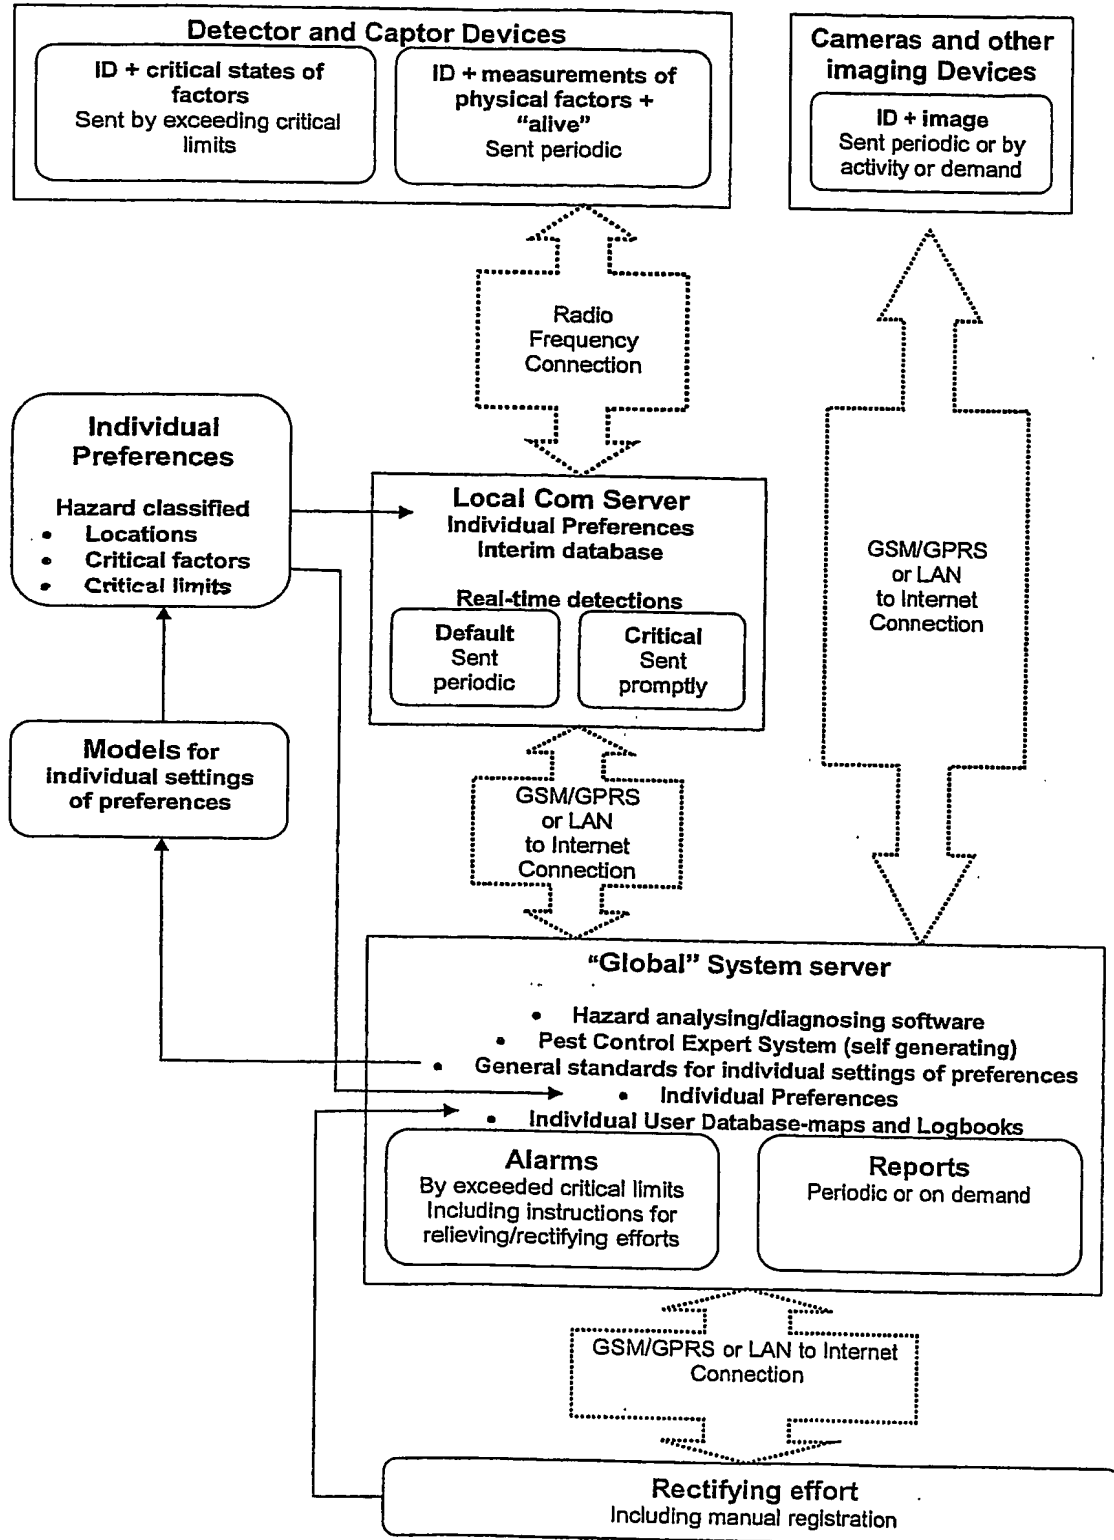 Detector and Captor Devices
ID + critical states of
factors
Sent by exceeding critical
limits
ID + measurements of
physical factors +
“alive”
Sent periodic
Cameras and other
imaging Devices
ID + image
Sent periodic or by
activity or demand
Radio
Frequency
Connection
Individual
Preferences
Hazard classified
• Locations
• Critical factors
• Critical limits
Local Com Server
Individual Preferences
Interim database
Real-time detections
Default
Sent
periodic
Critical
Sent
promptly
GSM/GPRS
or LAN
to Internet
Connection
Models for
individual settings
of preferences
GSM/GPRS
or LAN
to Internet
Connection
“Global” System server
• Hazard analysing/diagnosing software
• Pest Control Expert System (self generating)
• General standards for individual settings of preferences
• Individual Preferences
• Individual User Database-maps and Logbooks
Alarms
By exceeded critical limits
Including instructions for
relieving/rectifying efforts
Reports
Periodic or on demand
GSM/GPRS or LAN to Internet
Connection
Rectifying effort
Including manual registration